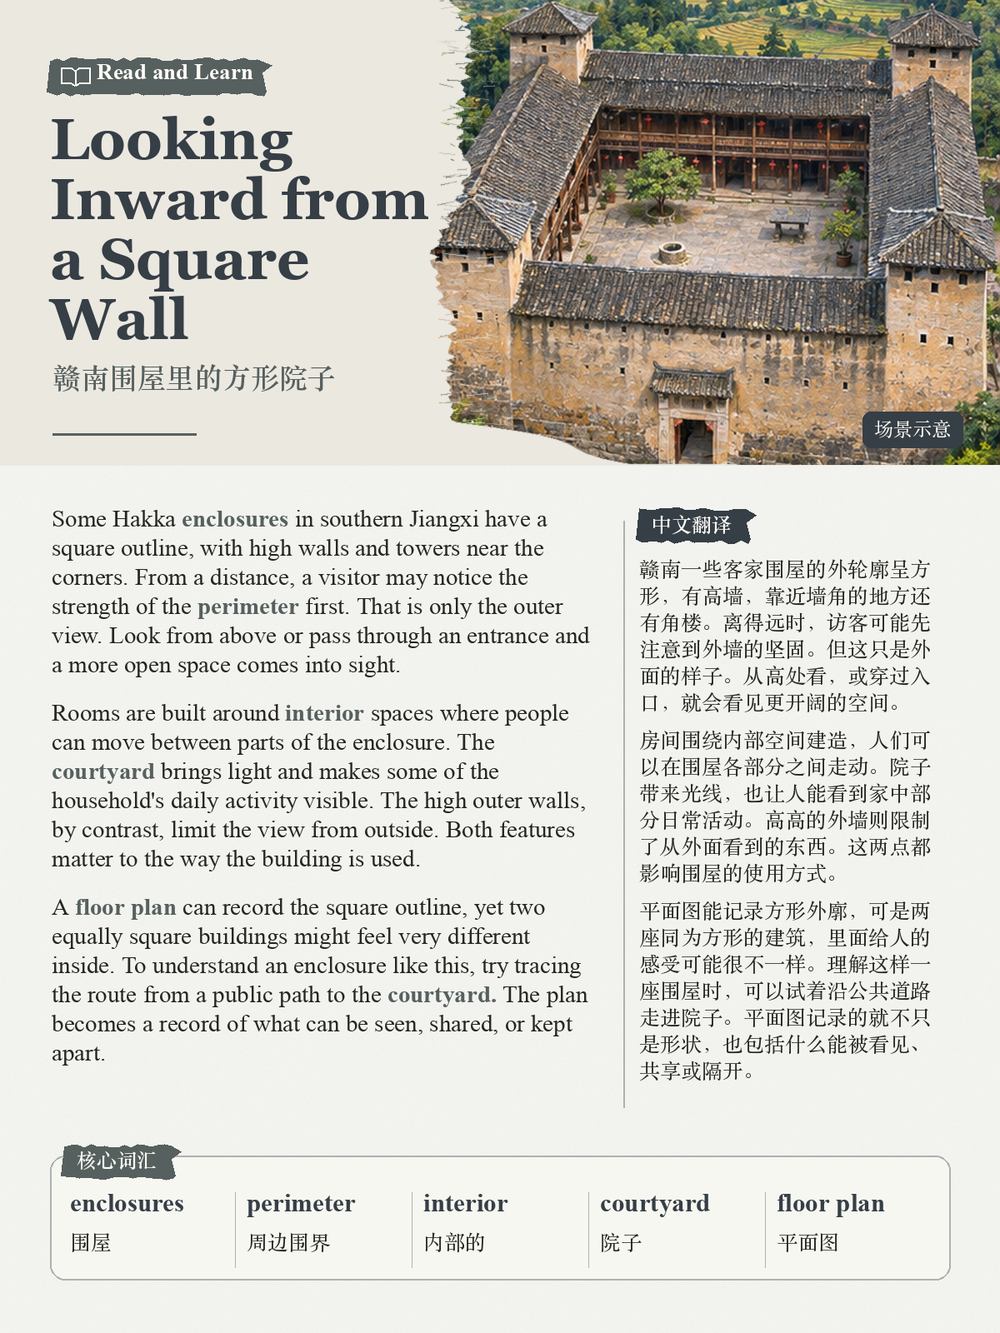 Read and Learn
Looking
Inward from
a Square
Wall
赣南围屋里的方形院子
场景示意
Some Hakka enclosures in southern Jiangxi have a
square outline, with high walls and towers near the
corners. From a distance, a visitor may notice the
strength of the perimeter first. That is only the outer
view. Look from above or pass through an entrance and
a more open space comes into sight.
Rooms are built around interior spaces where people
can move between parts of the enclosure. The
courtyard brings light and makes some of the
household's daily activity visible. The high outer walls,
by contrast, limit the view from outside. Both features
matter to the way the building is used.
A floor plan can record the square outline, yet two
equally square buildings might feel very different
inside. To understand an enclosure like this, try tracing
the route from a public path to the courtyard. The plan
becomes a record of what can be seen, shared, or kept
apart.
中文翻译
赣南一些客家围屋的外轮廓呈方
形，有高墙，靠近墙角的地方还
有角楼。离得远时，访客可能先
注意到外墙的坚固。但这只是外
面的样子。从高处看，或穿过入
口，就会看见更开阔的空间。
房间围绕内部空间建造，人们可
以在围屋各部分之间走动。院子
带来光线，也让人能看到家中部
分日常活动。高高的外墙则限制
了从外面看到的东西。这两点都
影响围屋的使用方式。
平面图能记录方形外廓，可是两
座同为方形的建筑，里面给人的
感受可能很不一样。理解这样一
座围屋时，可以试着沿公共道路
走进院子。平面图记录的就不只
是形状，也包括什么能被看见、
共享或隔开。
核心词汇
enclosures
围屋
perimeter
周边围界
interior
内部的
courtyard
院子
floor plan
平面图